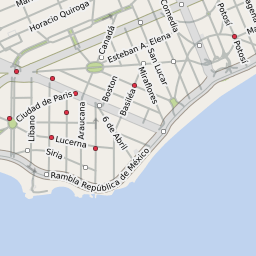 Horacio Quiroga
Canadá
Comedia
Potosí
Potosí
Esteban A. Elena
San Lucar
Miraflores
Boston
Basilea
Ciudad de Paris
Araucana
Líbano
6 de Abril
Lucerna
Siria
Rambla República de México